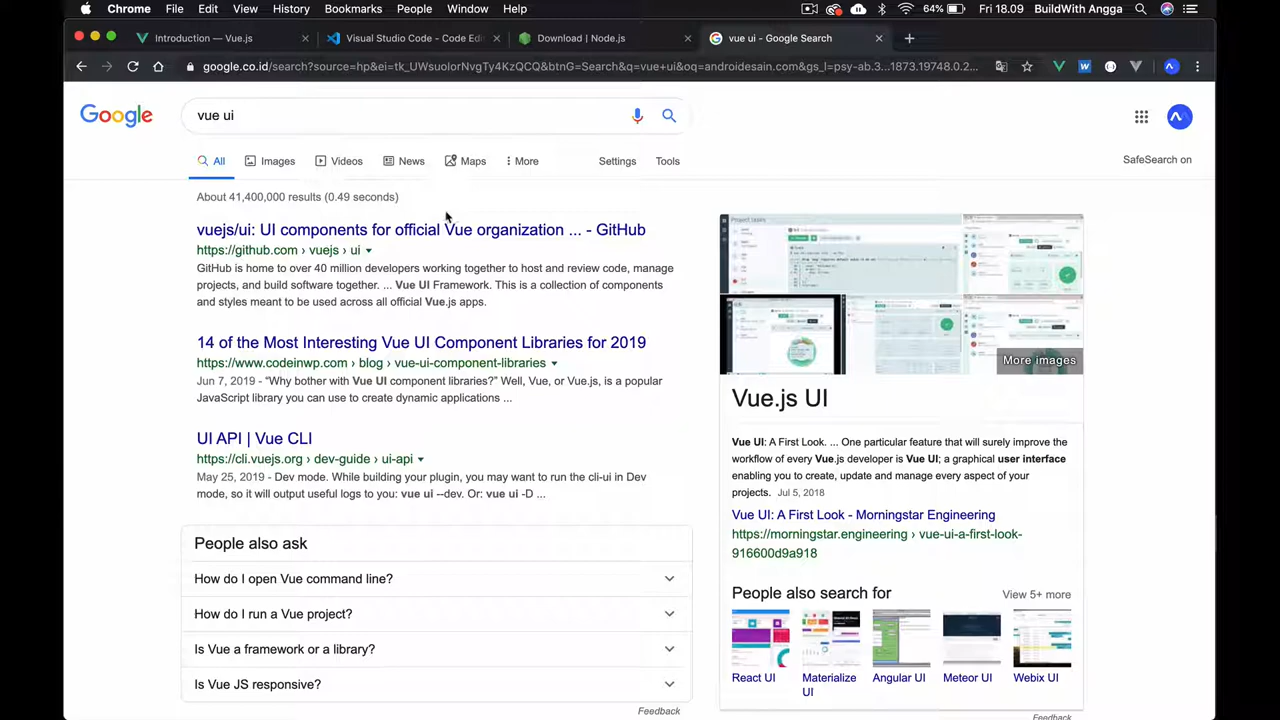 Chrome File Edit View History Bookmarks People Window Help 64% Fri 18.09 BuildWith Angga
Introduction — Vue.js
Visual Studio Code - Code Edi
Download | Node.js
vue ui - Google Search
google.co.id/search?source=hp&ei=tk_UWsuoIorNvgTy4KzQCQ&btnG=Search&q=vue+ui&oq=androidesain.com&gs_l=psy-ab.3...1873.19748.0.2...
Google
vue ui
All Images Videos News Maps More Settings Tools
SafeSearch on
About 41,400,000 results (0.49 seconds)
vuejs/ui: UI components for official Vue organization ... - GitHub
https://github.com › vuejs › ui
GitHub is home to over 40 million developers working together to host and review code, manage
projects, and build software together. ... Vue UI Framework. This is a collection of components
and styles meant to be used across all official Vue.js apps.
14 of the Most Interesting Vue UI Component Libraries for 2019
https://www.codeinwp.com › blog › vue-ui-component-libraries
Jun 7, 2019 - “Why bother with Vue UI component libraries?” Well, Vue, or Vue.js, is a popular
JavaScript library you can use to create dynamic applications ...
UI API | Vue CLI
https://cli.vuejs.org › dev-guide › ui-api
May 25, 2019 - Dev mode. While building your plugin, you may want to run the cli-ui in Dev
mode, so it will output useful logs to you: vue ui --dev. Or: vue ui -D ...
People also ask
How do I open Vue command line?
How do I run a Vue project?
Is Vue a framework or a library?
Is Vue JS responsive?
Feedback
More images
Vue.js UI
Vue UI: A First Look. ... One particular feature that will surely improve the
workflow of every Vue.js developer is Vue UI; a graphical user interface
enabling you to create, update and manage every aspect of your
projects. Jul 5, 2018
Vue UI: A First Look - Morningstar Engineering
https://morningstar.engineering › vue-ui-a-first-look-
916600d9a918
People also search for
View 5+ more
React UI
Materialize
UI
Angular UI
Meteor UI
Webix UI
Feedback